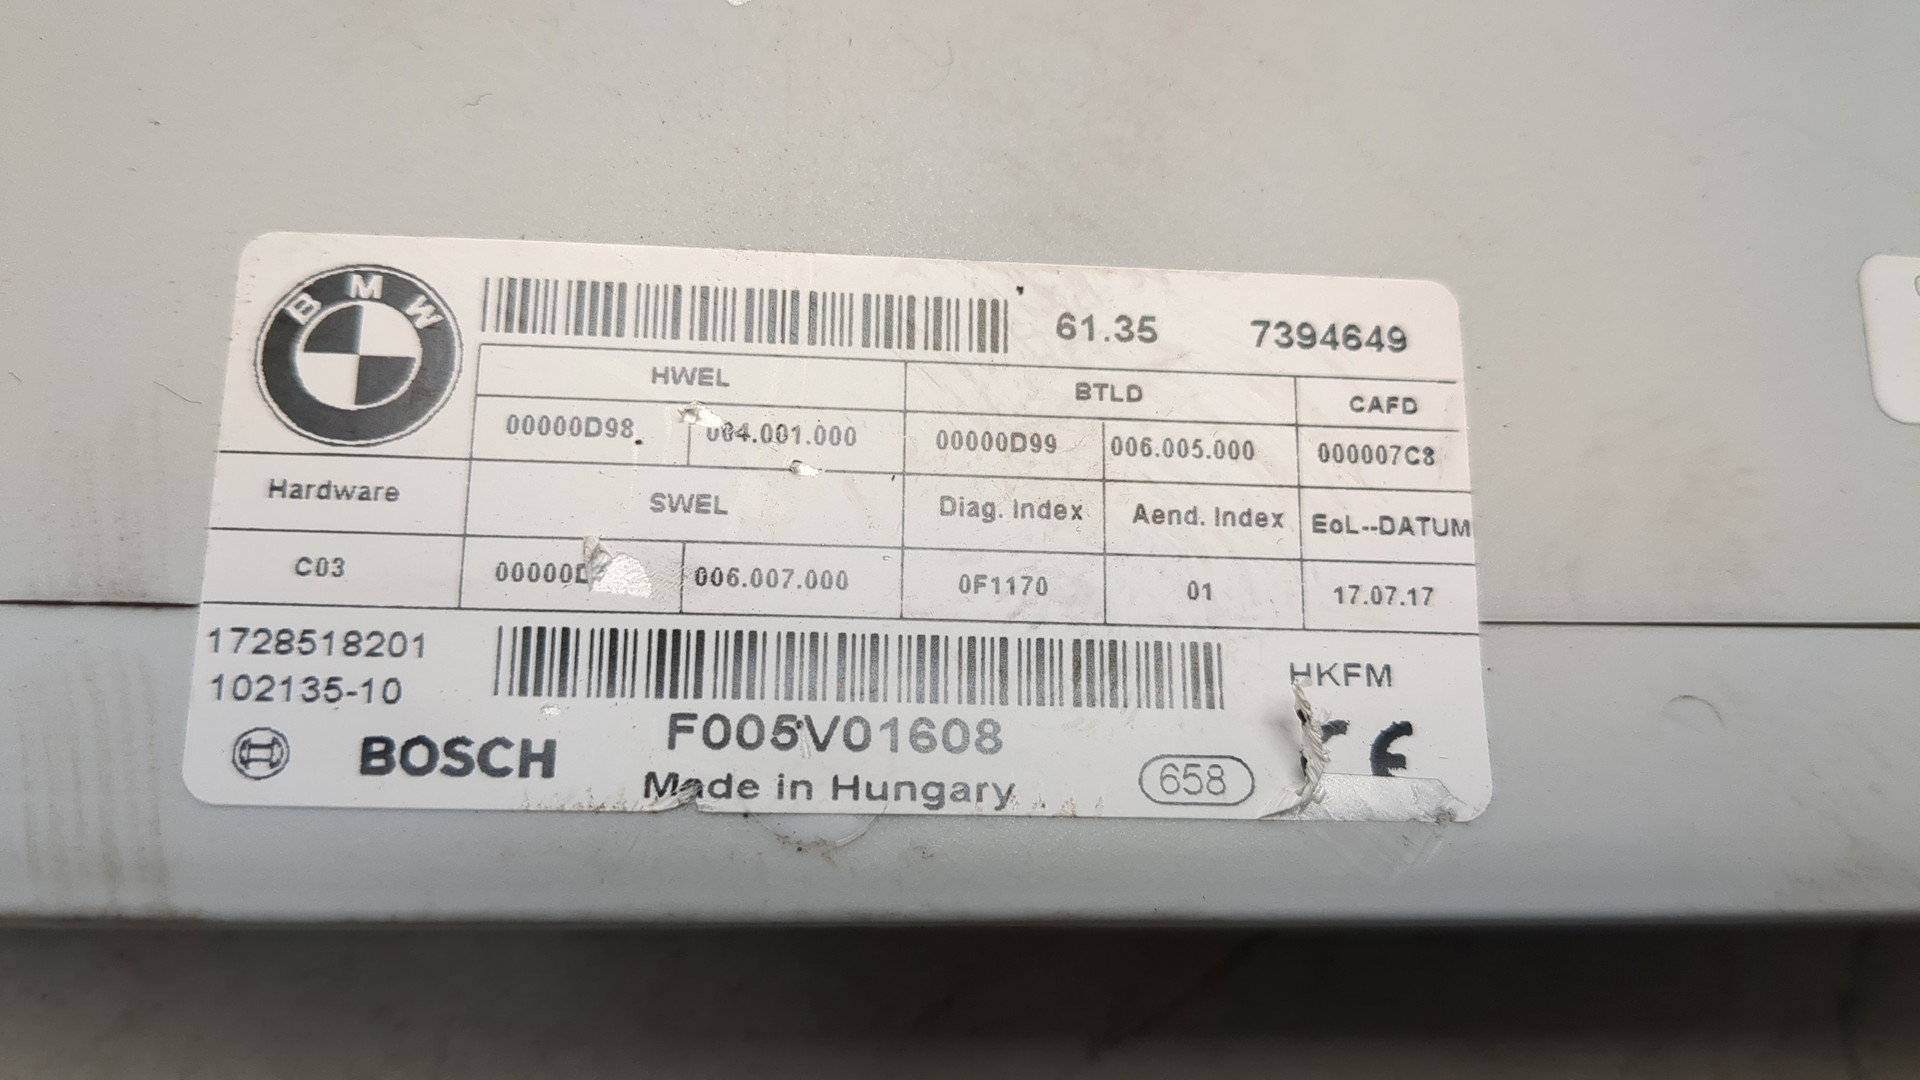 BMW
61.35 7394649
HWEL BTLD CAFD
00000D98 004.001.000 00000D99 006.005.000 000007C8
Hardware SWEL Diag. Index Aend. Index EoL--DATUM
C03 006.007.000 0F1170 01 17.07.17
1728518201 HKFM
102135-10
F005V01608
BOSCH Made in Hungary 658